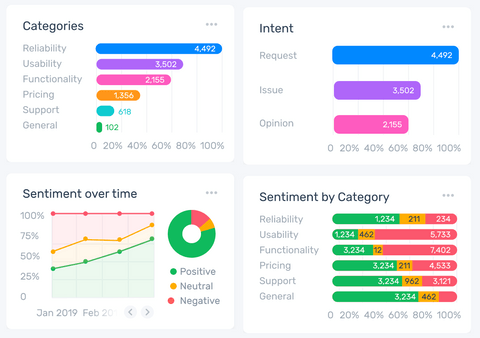 Categories
Reliability 4,492
Usability 3,502
Functionality 2,155
Pricing 1,356
Support 618
General 102
0 20% 40% 60% 80% 100%
Intent
Request 4,492
Issue 3,502
Opinion 2,155
0 20% 40% 60% 80% 100%
Sentiment over time
100%
75%
50%
25%
0
Jan 2019 Feb 20
Positive
Neutral
Negative
Sentiment by Category
Reliability 1,234 211 234
Usability 1,234 462 5,733
Functionality 3,234 12 7,402
Pricing 3,234 211 4,533
Support 3,234 962 3,121
General 3,234 462
0 20% 40% 60% 80% 100%